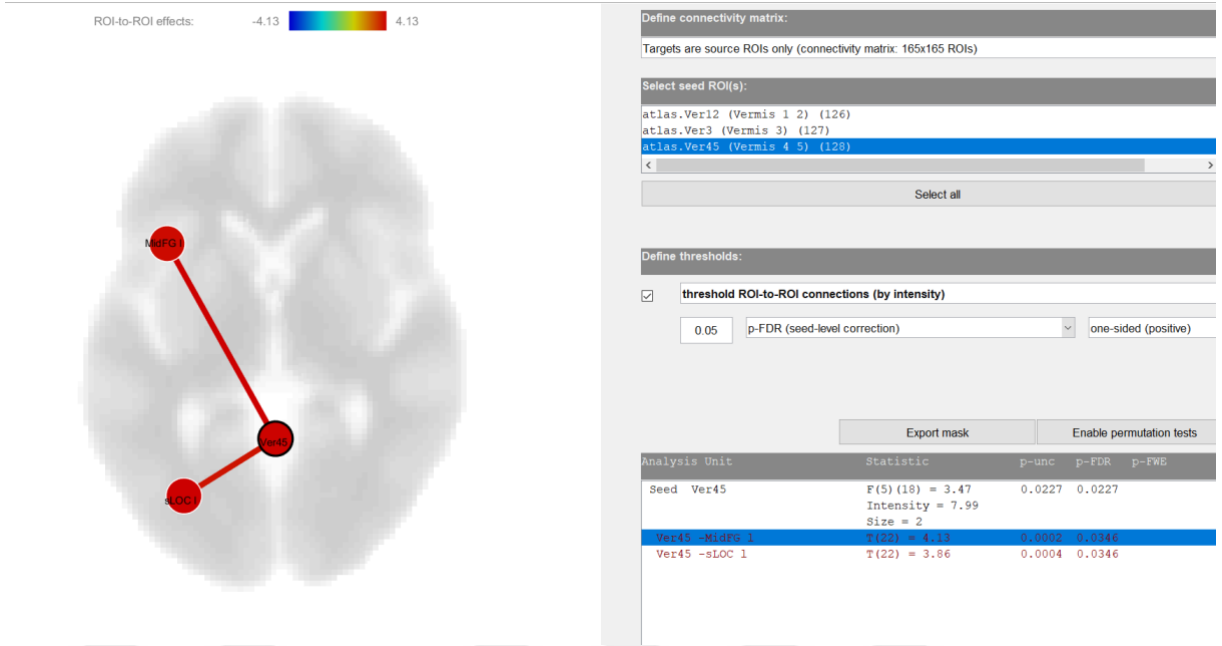 ROI-to-ROI effects: -4.13 4.13
MidFG l
Ver45
sLOC l
Define connectivity matrix:
Targets are source ROIs only (connectivity matrix: 165x165 ROIs)
Select seed ROI(s):
atlas.Ver12 (Vermis 1 2) (126)
atlas.Ver3 (Vermis 3) (127)
atlas.Ver45 (Vermis 4 5) (128)
Select all
Define thresholds:
threshold ROI-to-ROI connections (by intensity)
0.05 p-FDR (seed-level correction) one-sided (positive)
Export mask Enable permutation tests
Analysis Unit Statistic p-unc p-FDR p-FWE
Seed Ver45 F(5)(18) = 3.47 0.0227 0.0227
Intensity = 7.99
Size = 2
Ver45 -MidFG l T(22) = 4.13 0.0002 0.0346
Ver45 -sLOC l T(22) = 3.86 0.0004 0.0346